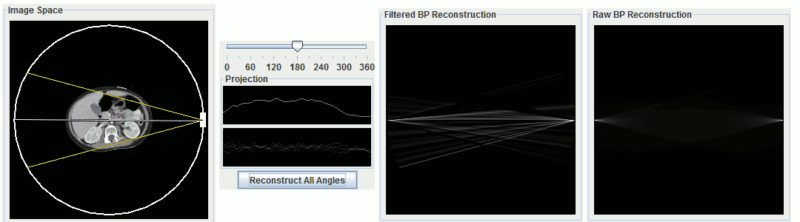 Image Space
0 60 120 180 240 300 360
Projection
Reconstruct All Angles
Filtered BP Reconstruction
Raw BP Reconstruction